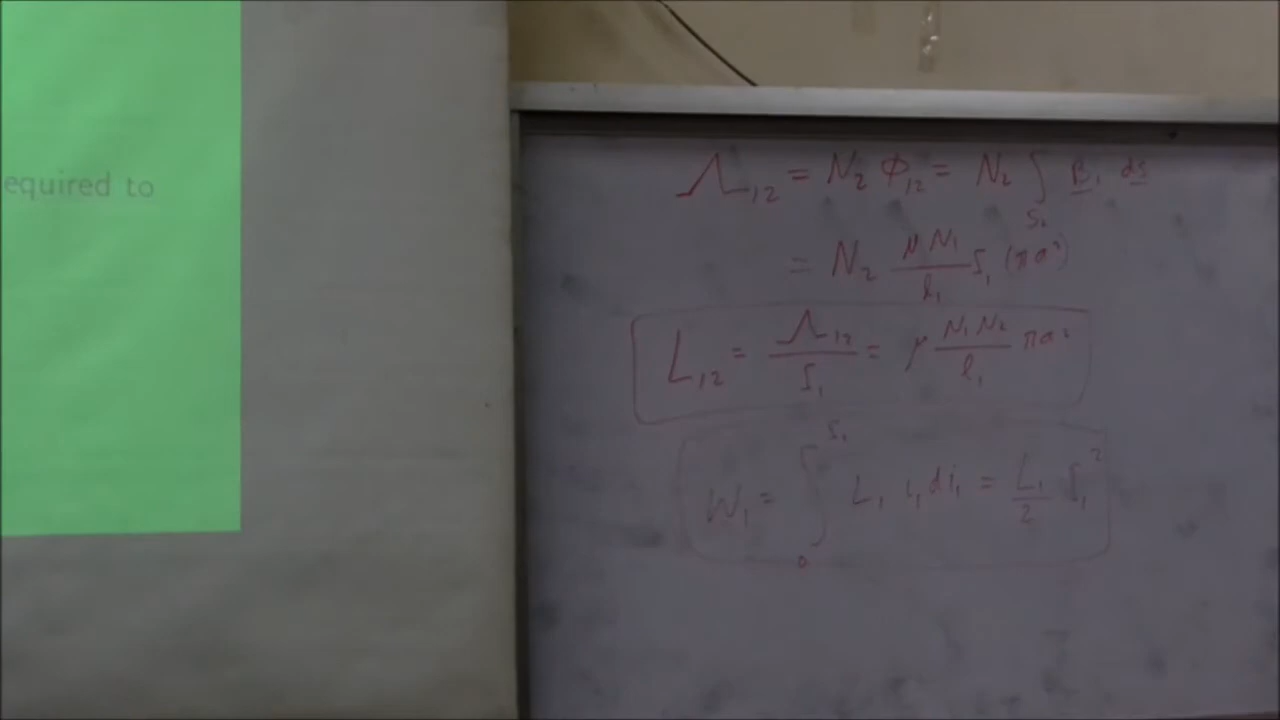 equired to
Λ₁₂ = N₂ Φ₁₂ = N₂ ∫_S₁ B₁ ds
= N₂ μN₁/l₁ I₁ (πa²)
L₁₂ = Λ₁₂/I₁ = μ N₁N₂/l₁ πa²
W₁ = ∫₀^I₁ L₁ i₁ di₁ = L₁/2 I₁²